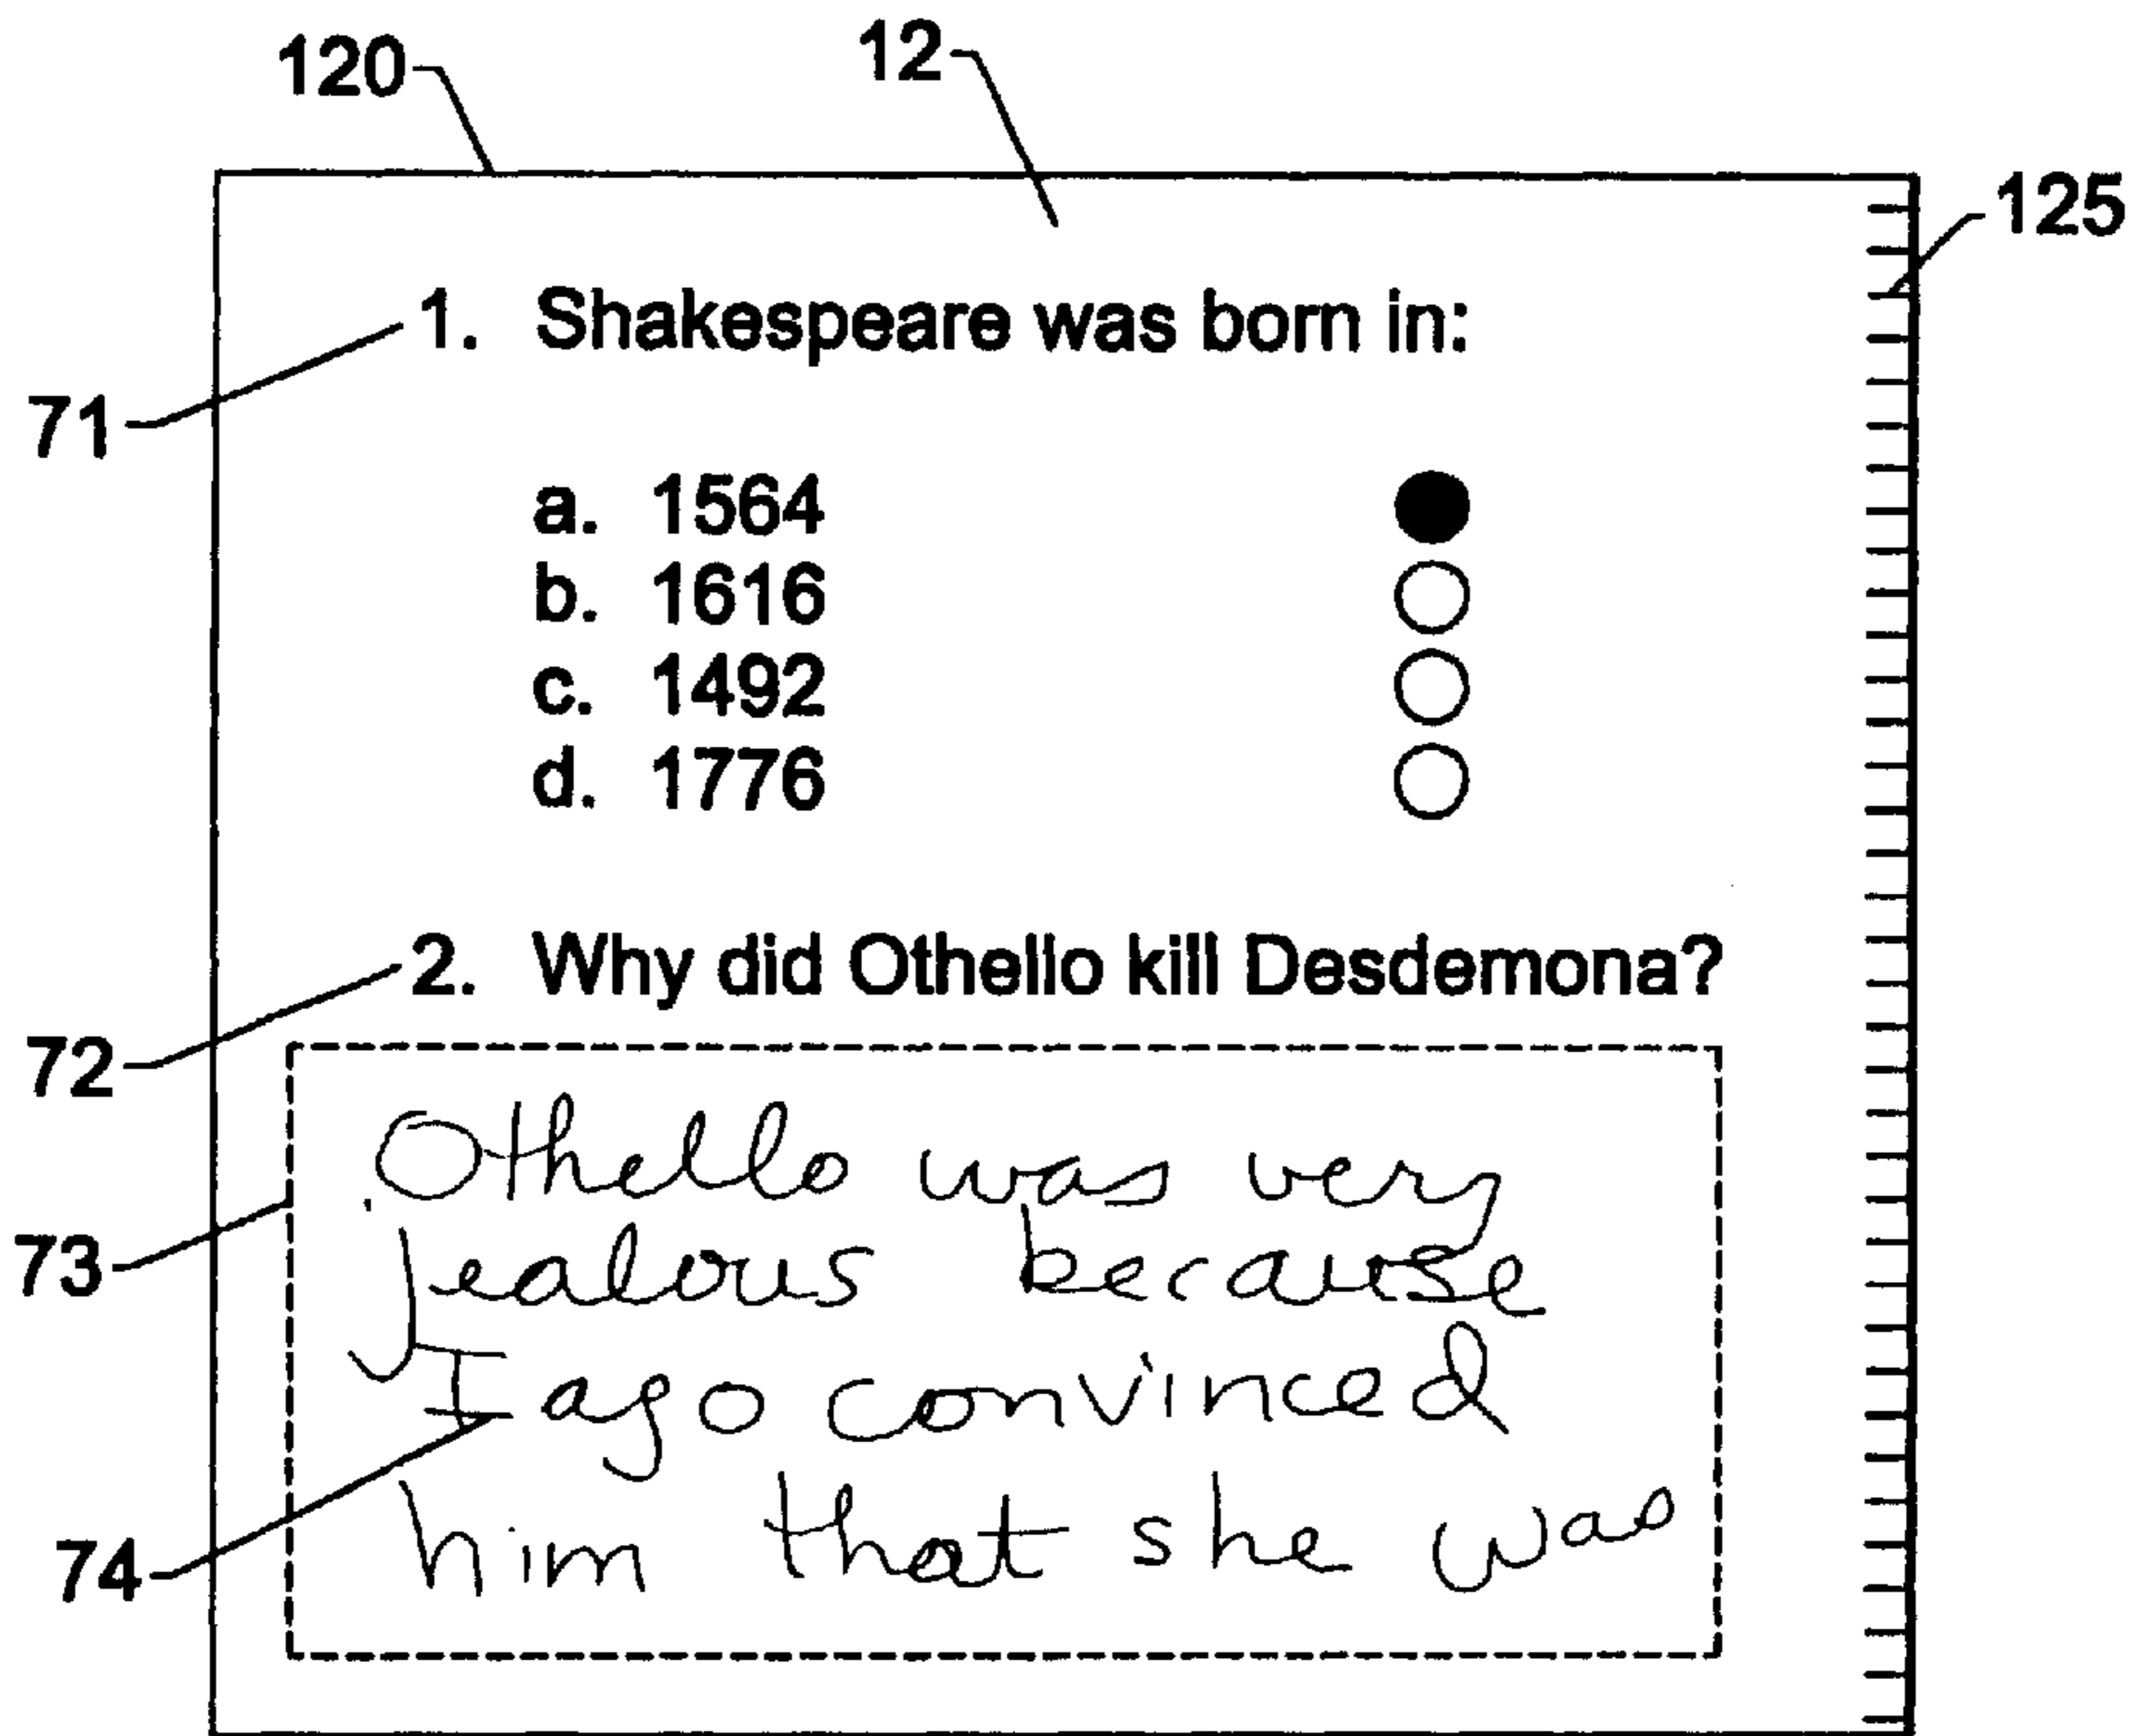 120
12
125
1. Shakespeare was born in:
71
a. 1564
b. 1616
c. 1492
d. 1776
2. Why did Othello kill Desdemona?
72
Othello was very
73
jealous because
Iago convinced
74
him that she was